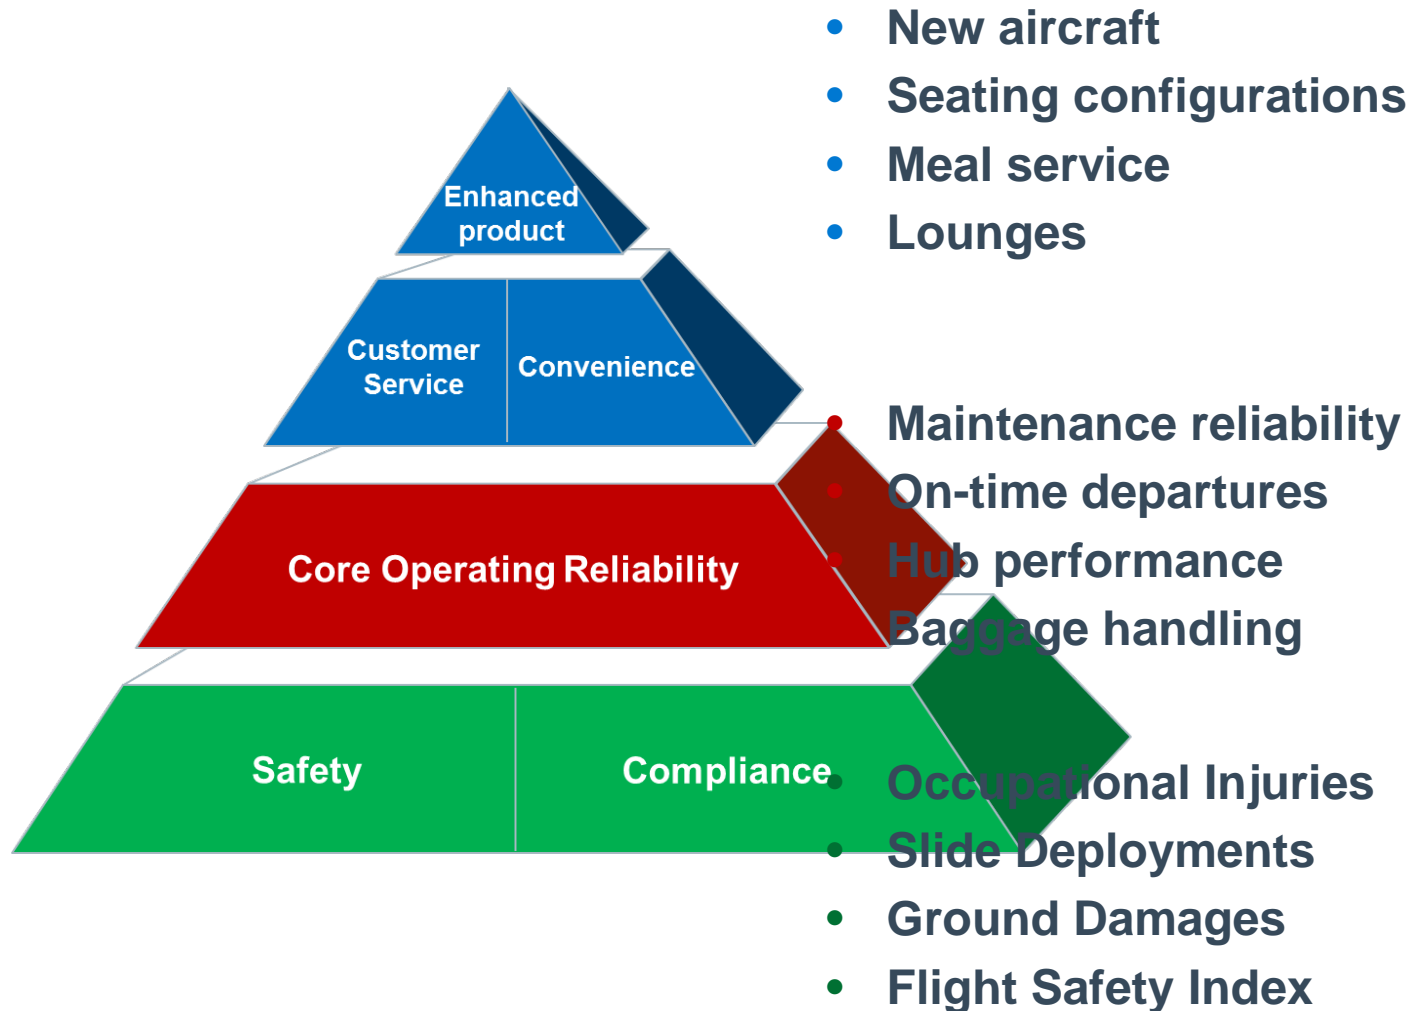 • New aircraft
• Seating configurations
• Meal service
• Lounges
Enhanced
product
Customer
Service
Convenience
• Maintenance reliability
• On-time departures
• Hub performance
Baggage handling
Core Operating Reliability
Safety
Compliance
• Occupational Injuries
• Slide Deployments
• Ground Damages
• Flight Safety Index